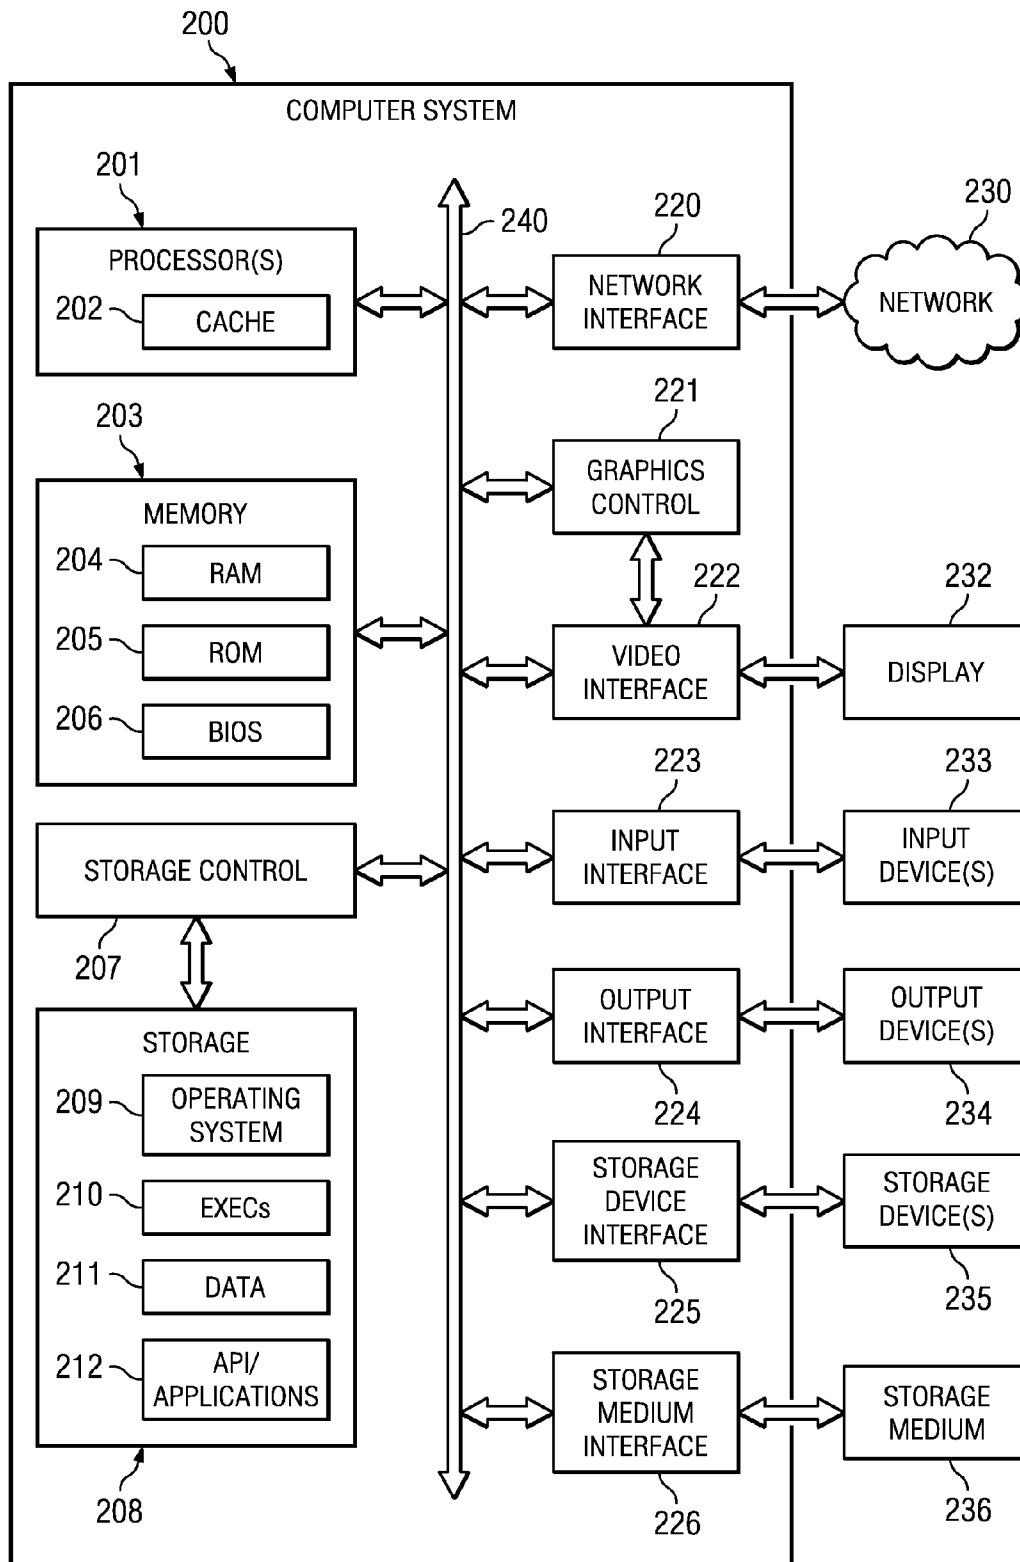 200
COMPUTER SYSTEM
201
PROCESSOR(S)
202
CACHE
203
MEMORY
204
RAM
205
ROM
206
BIOS
STORAGE CONTROL
207
STORAGE
209
OPERATING
SYSTEM
210
EXECs
211
DATA
212
API/
APPLICATIONS
208
240
220
NETWORK
INTERFACE
230
NETWORK
221
GRAPHICS
CONTROL
222
VIDEO
INTERFACE
232
DISPLAY
223
INPUT
INTERFACE
233
INPUT
DEVICE(S)
OUTPUT
INTERFACE
224
OUTPUT
DEVICE(S)
234
STORAGE
DEVICE
INTERFACE
225
STORAGE
DEVICE(S)
235
STORAGE
MEDIUM
INTERFACE
226
STORAGE
MEDIUM
236